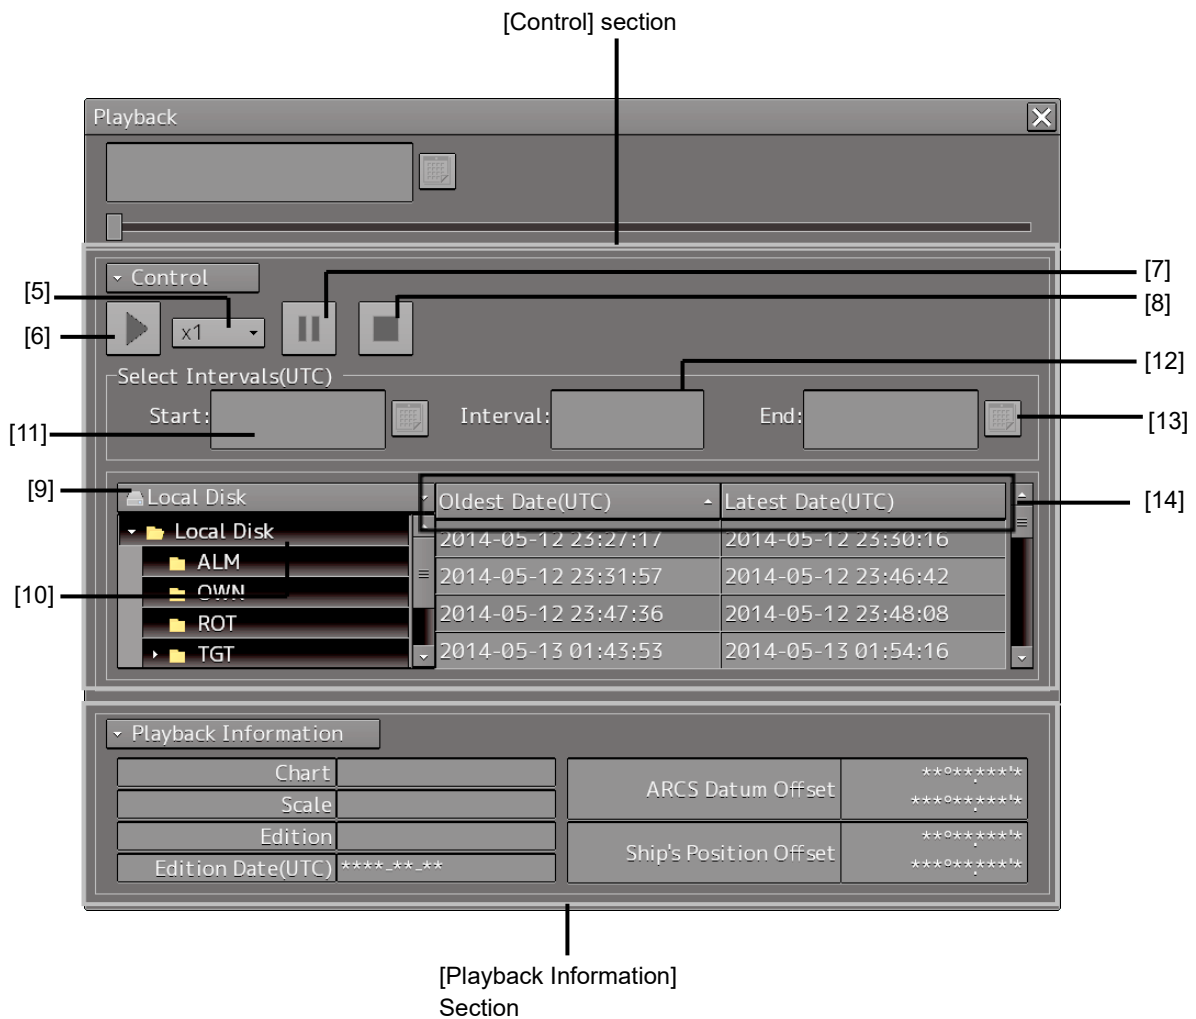 [Control] section
Playback
Control
[7]
[5]
[8]
[6]
x1
[12]
Select Intervals(UTC)
Start:
Interval:
End:
[13]
[11]
[9]
Local Disk
Oldest Date(UTC)
Latest Date(UTC)
[14]
Local Disk
2014-05-12 23:27:17
2014-05-12 23:30:16
ALM
2014-05-12 23:31:57
2014-05-12 23:46:42
[10]
OWN
2014-05-12 23:47:36
2014-05-12 23:48:08
ROT
2014-05-13 01:43:53
2014-05-13 01:54:16
TGT
Playback Information
Chart
Scale
Edition
Edition Date(UTC)
****-**-**
ARCS Datum Offset
**°**.***'*
***°**.***'*
Ship's Position Offset
**°**.***'*
***°**.***'*
[Playback Information]
Section